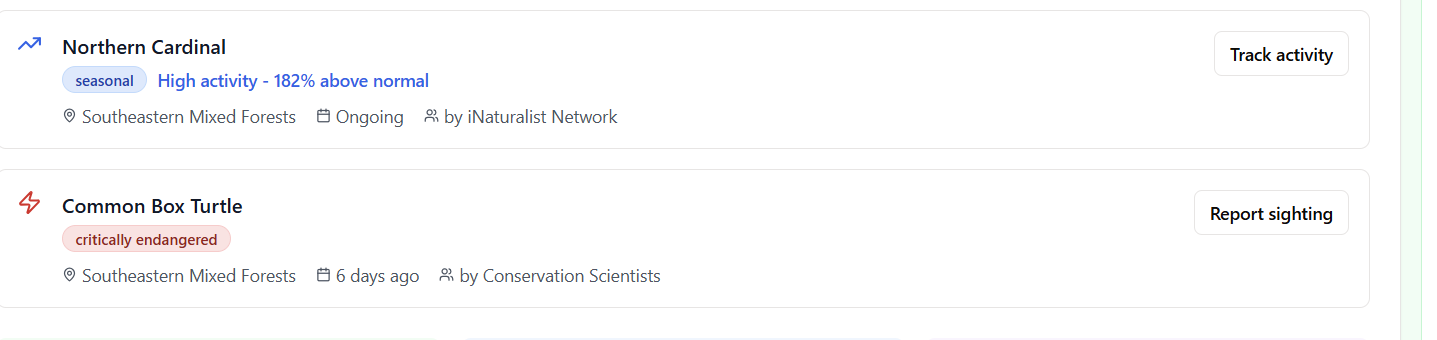 Northern Cardinal
Track activity
seasonal High activity - 182% above normal
Southeastern Mixed Forests Ongoing by iNaturalist Network
Common Box Turtle
Report sighting
critically endangered
Southeastern Mixed Forests 6 days ago by Conservation Scientists